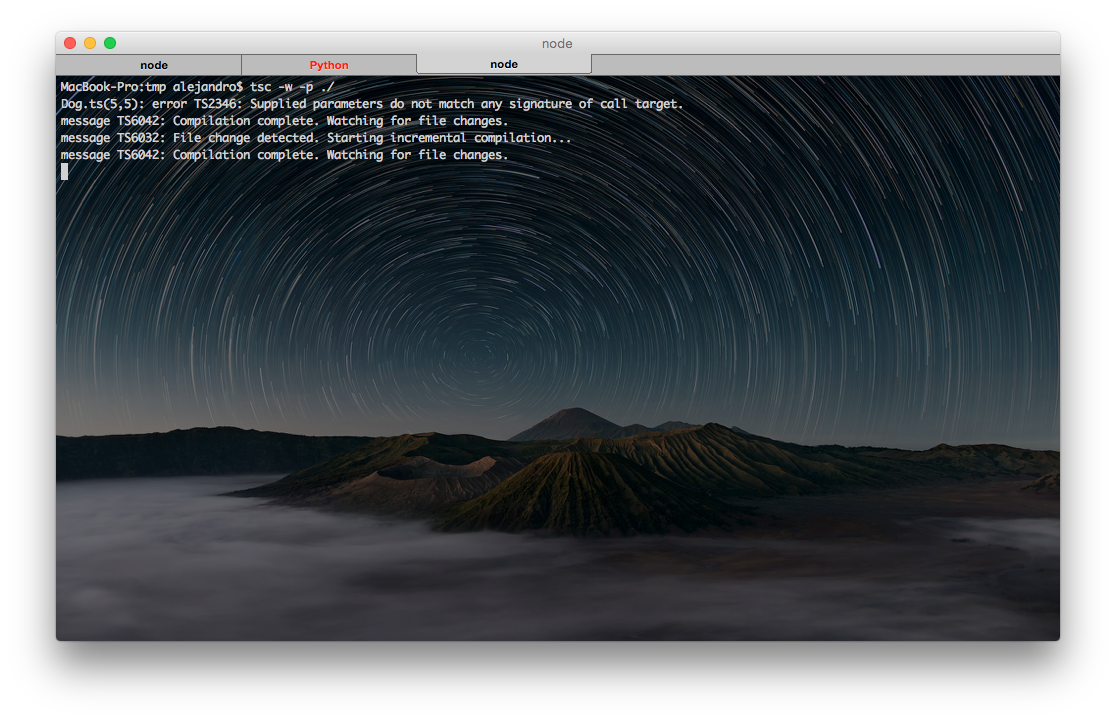 node
node Python node
MacBook-Pro:tmp alejandro$ tsc -w -p ./
Dog.ts(5,5): error TS2346: Supplied parameters do not match any signature of call target.
message TS6042: Compilation complete. Watching for file changes.
message TS6032: File change detected. Starting incremental compilation...
message TS6042: Compilation complete. Watching for file changes.